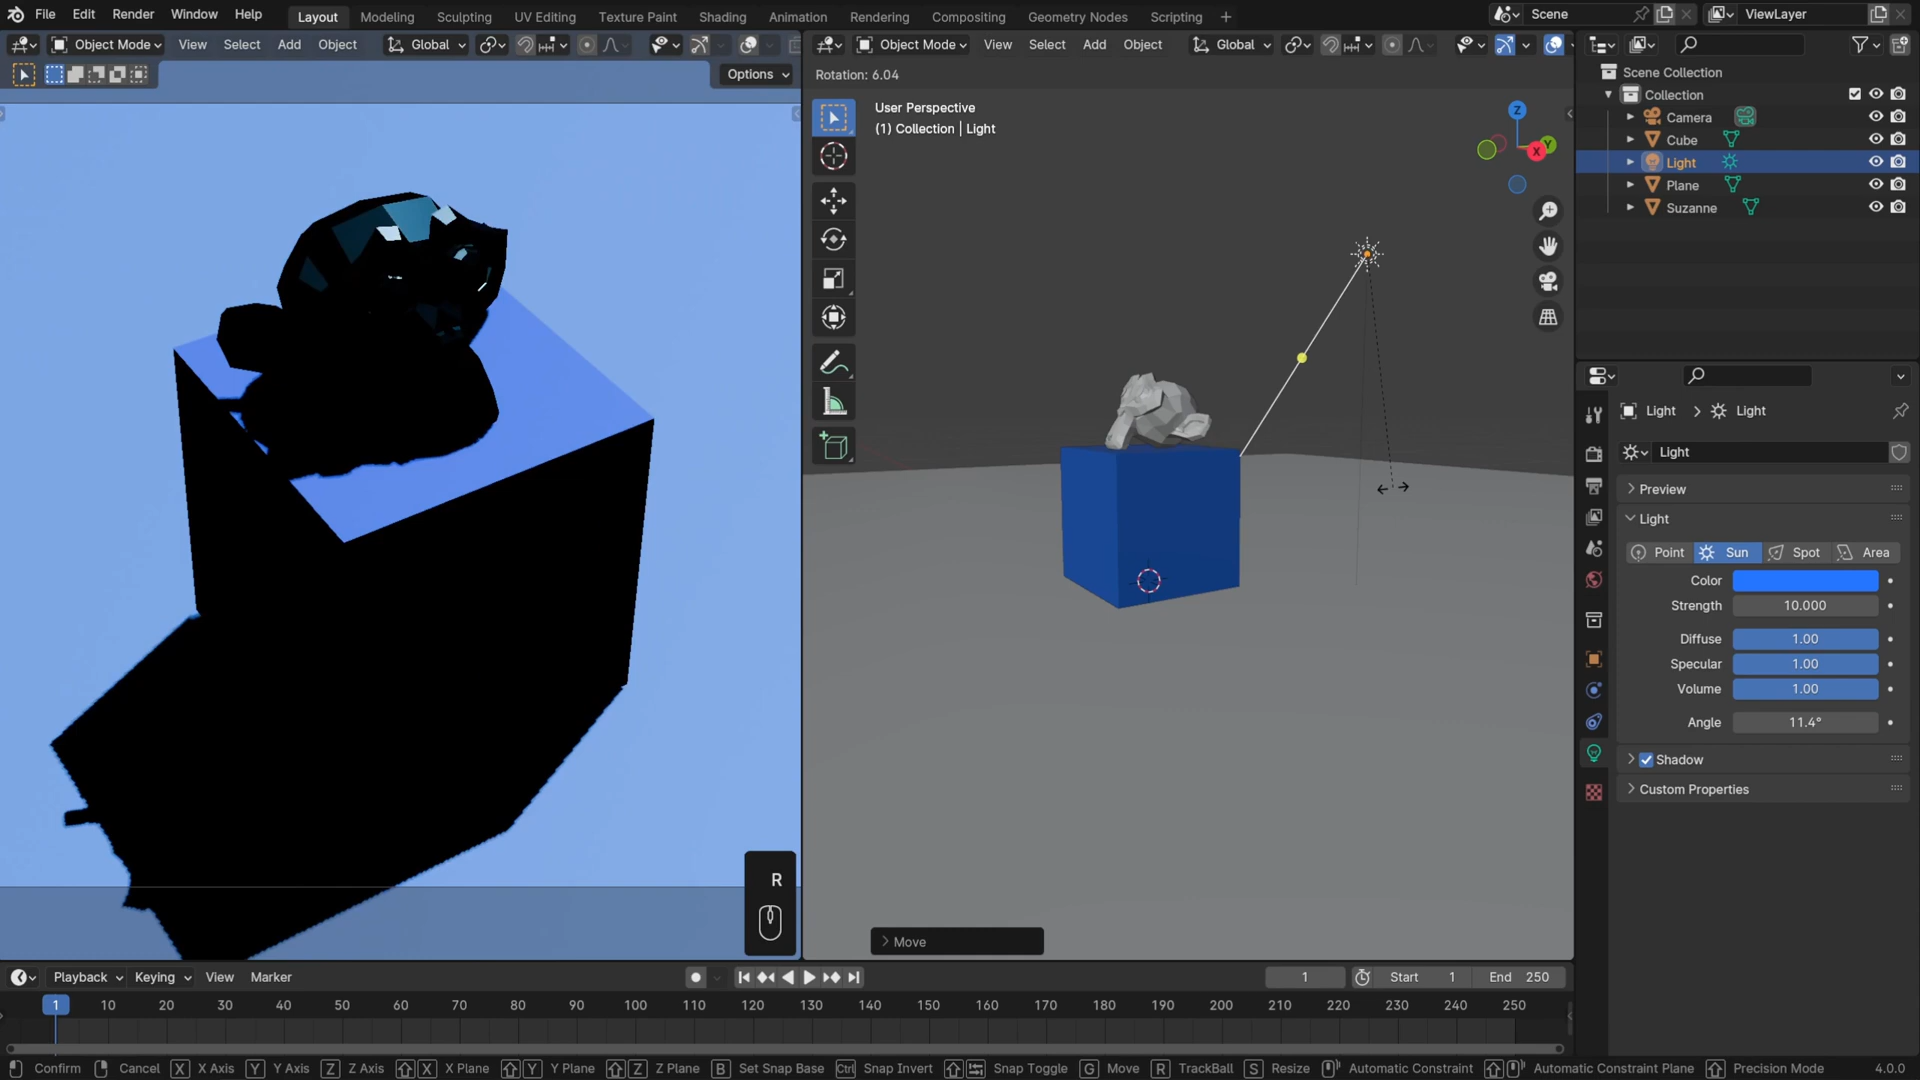 File Edit Render Window Help Layout Modeling Sculpting UV Editing Texture Paint Shading Animation Rendering Compositing Geometry Nodes Scripting + Scene ViewLayer
Object Mode View Select Add Object Global
Options
Object Mode View Select Add Object Global
Rotation: 6.04
User Perspective
(1) Collection | Light
Z
Y
X
R
Move
Scene Collection
Collection
Camera
Cube
Light
Plane
Suzanne
Light > Light
Light
Preview
Light
Point Sun Spot Area
Color
Strength 10.000
Diffuse 1.00
Specular 1.00
Volume 1.00
Angle 11.4°
Shadow
Custom Properties
Playback Keying View Marker 1 Start 1 End 250
1 10 20 30 40 50 60 70 80 90 100 110 120 130 140 150 160 170 180 190 200 210 220 230 240 250
Confirm Cancel X X Axis Y Y Axis Z Z Axis X X Plane Y Y Plane Z Z Plane B Set Snap Base Ctrl Snap Invert Snap Toggle G Move R TrackBall S Resize Automatic Constraint Automatic Constraint Plane Precision Mode 4.0.0